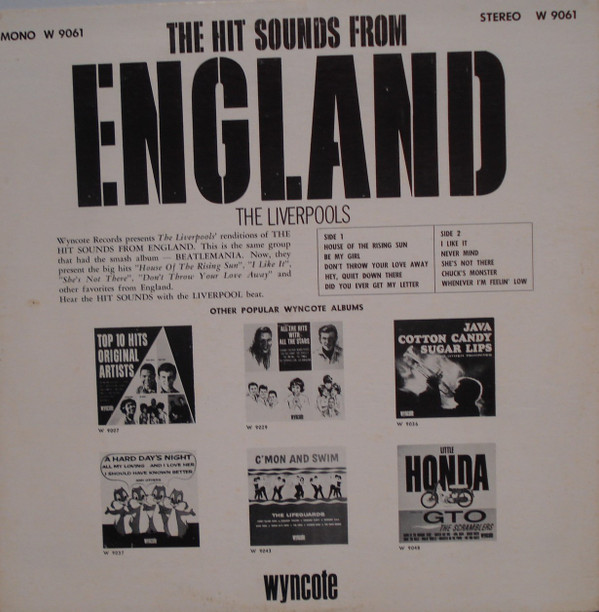 MONO W 9061
STEREO W 9061
THE HIT SOUNDS FROM
ENGLAND
THE LIVERPOOLS
Wyncote Records presents The Liverpools' renditions of THE
HIT SOUNDS FROM ENGLAND. This is the same group
that had the smash album — BEATLEMANIA. Now, they
present the big hits "House Of The Rising Sun", "I Like It",
"She's Not There", "Don't Throw Your Love Away" and
other favorites from England.
Hear the HIT SOUNDS with the LIVERPOOL beat.
SIDE 1
HOUSE OF THE RISING SUN
BE MY GIRL
DON'T THROW YOUR LOVE AWAY
HEY, QUIET DOWN THERE
DID YOU EVER GET MY LETTER
SIDE 2
I LIKE IT
NEVER MIND
SHE'S NOT THERE
CHUCK'S MONSTER
WHENEVER I'M FEELIN' LOW
OTHER POPULAR WYNCOTE ALBUMS
TOP 10 HITS
ORIGINAL
ARTISTS
ALL THE HITS
WITH
ALL THE STARS
JAVA
COTTON CANDY
SUGAR LIPS
A HARD DAY'S NIGHT
ALL MY LOVING AND I LOVE HER
I SHOULD HAVE KNOWN BETTER
C'MON AND SWIM
THE LIFEGUARDS
LITTLE
HONDA
GTO
THE SCRAMBLERS
wyncote